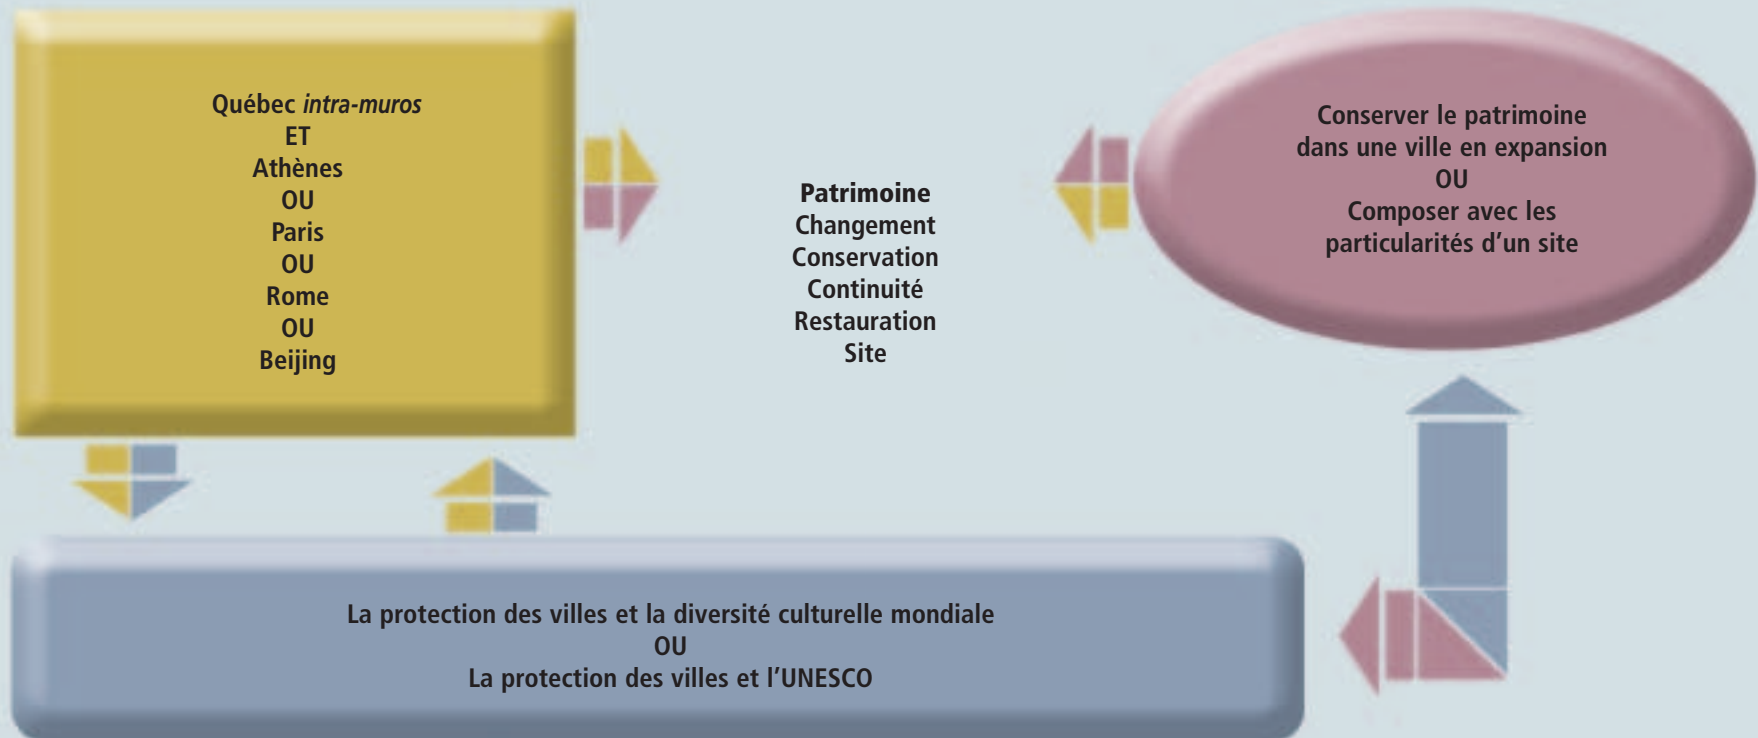 Québec intra-muros
ET
Athènes
OU
Paris
OU
Rome
OU
Beijing
Patrimoine
Changement
Conservation
Continuité
Restauration
Site
Conserver le patrimoine
dans une ville en expansion
OU
Composer avec les
particularités d'un site
La protection des villes et la diversité culturelle mondiale
OU
La protection des villes et l'UNESCO